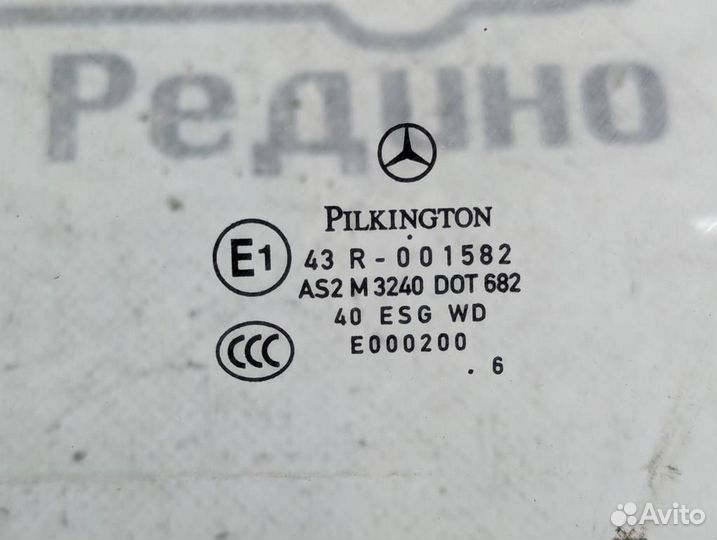 Редино
PILKINGTON
E1
43 R - 001582
AS2 M 3240 DOT 682
40 ESG WD
CCC
E000200
. 6
Avito